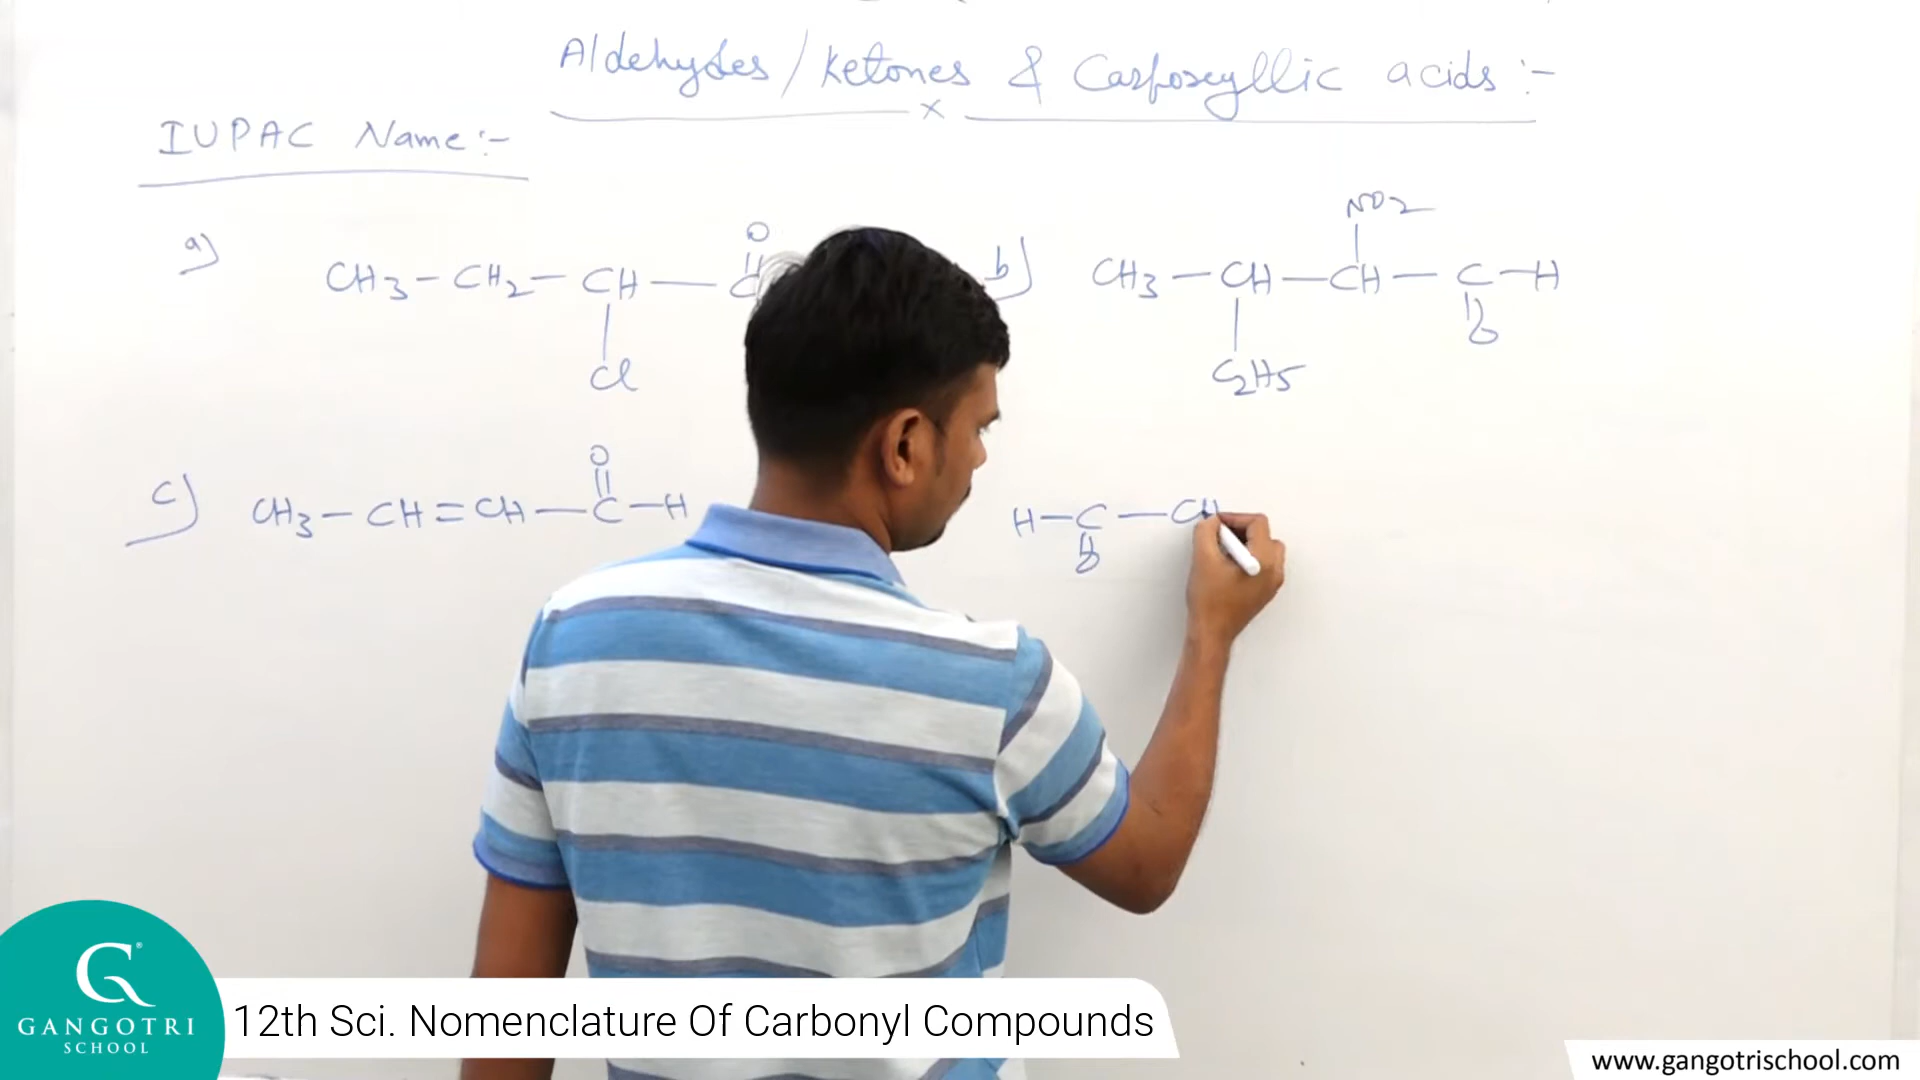 Aldehydes / Ketones & Carboxyllic acids :-
x
IUPAC Name :-
a)
O
CH3 - CH2 - CH — C
Cl
b)
NO2
CH3 — CH — CH — C — H
O
C2H5
c)
O
CH3 - CH = CH — C — H
H — C — CH
O
G®
GANGOTRI
SCHOOL
12th Sci. Nomenclature Of Carbonyl Compounds
www.gangotrischool.com